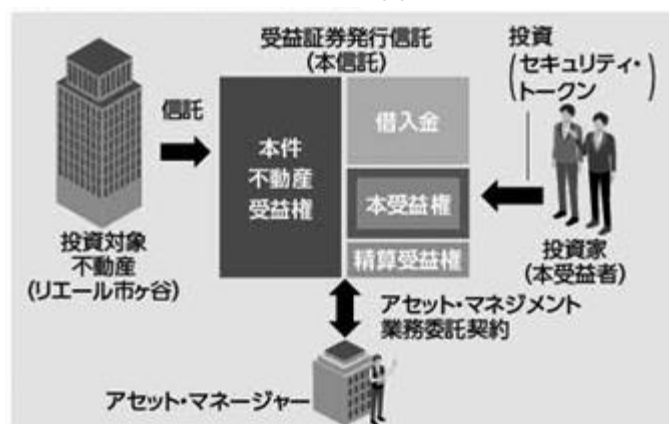 受益証券発行信託
(本信託)
投資
(セキュリティ・
トークン)
信託
本件
不動産
受益権
借入金
本受益権
精算受益権
投資対象
不動産
(リエール市ヶ谷)
投資家
(本受益者)
アセット・マネジメント
業務委託契約
アセット・マネージャー